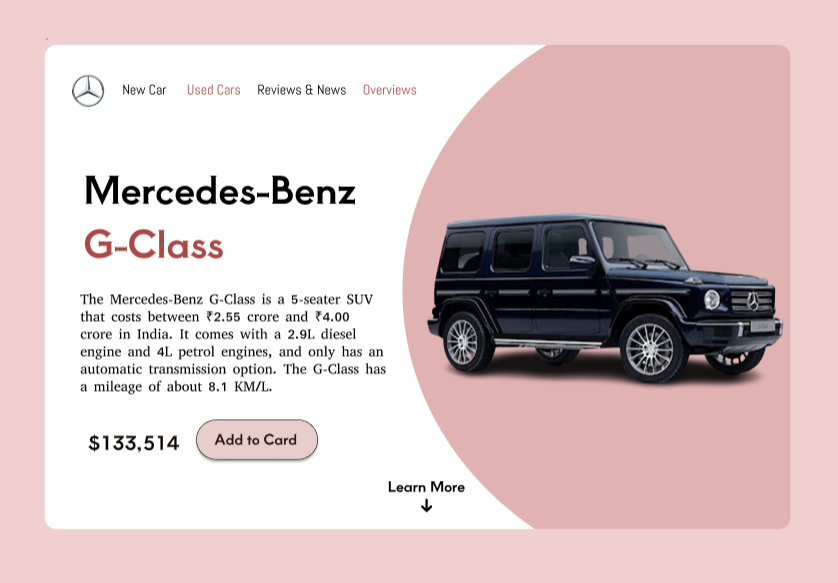 New Car Used Cars Reviews & News Overviews
Mercedes-Benz
G-Class
The Mercedes-Benz G-Class is a 5-seater SUV
that costs between ₹2.55 crore and ₹4.00
crore in India. It comes with a 2.9L diesel
engine and 4L petrol engines, and only has an
automatic transmission option. The G-Class has
a mileage of about 8.1 KM/L.
$133,514 Add to Card
Learn More